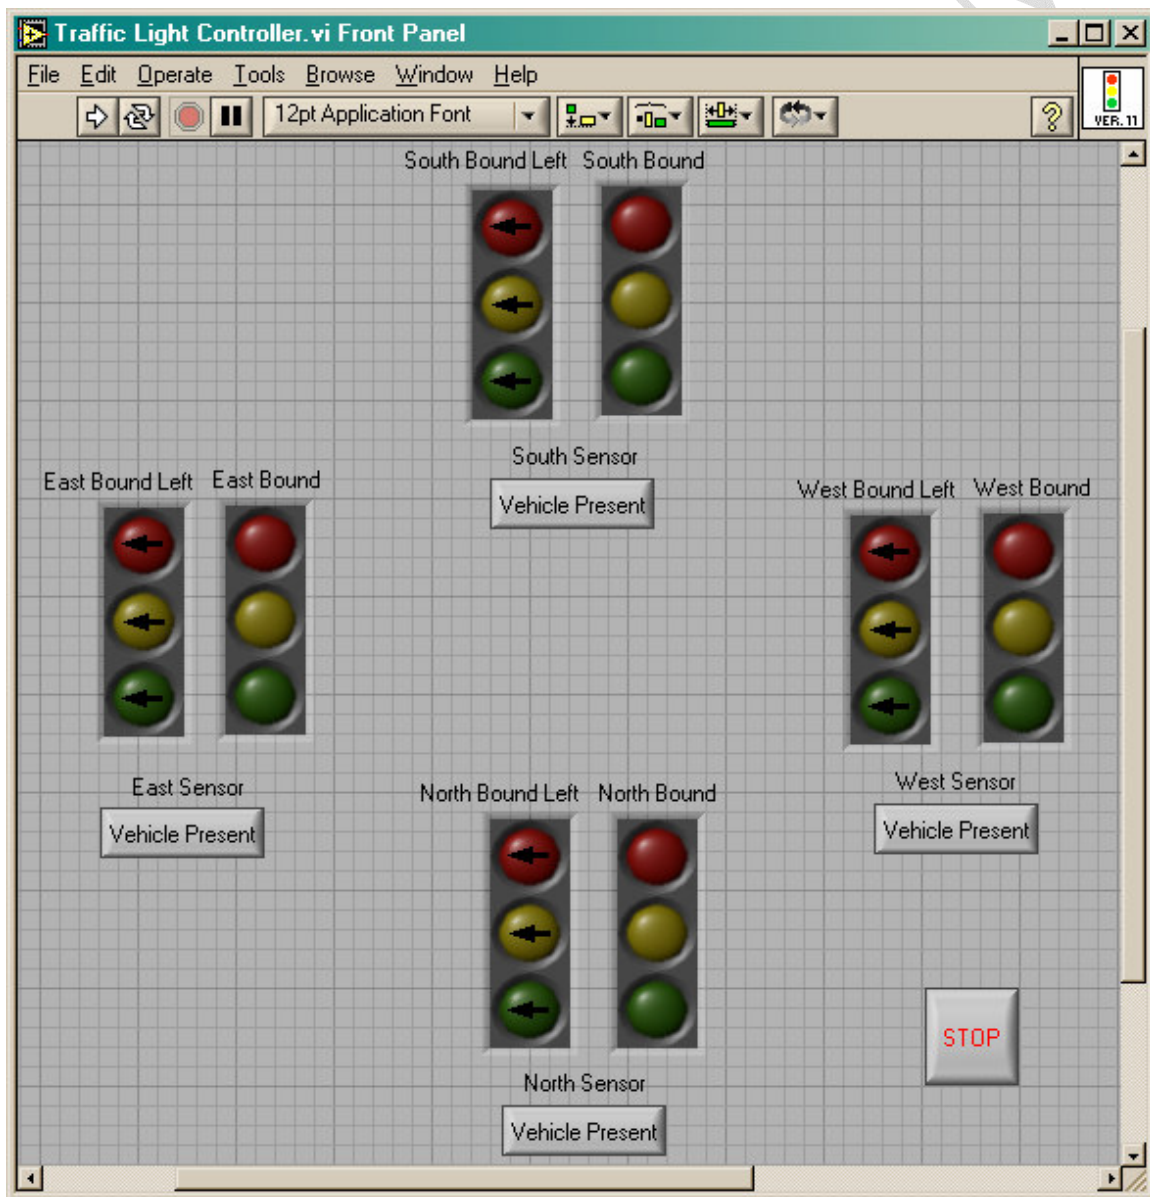 Traffic Light Controller.vi Front Panel
File Edit Operate Tools Browse Window Help
12pt Application Font
?
VER. 11
South Bound Left South Bound
South Sensor
Vehicle Present
East Bound Left East Bound
East Sensor
Vehicle Present
West Bound Left West Bound
West Sensor
Vehicle Present
North Bound Left North Bound
North Sensor
Vehicle Present
STOP